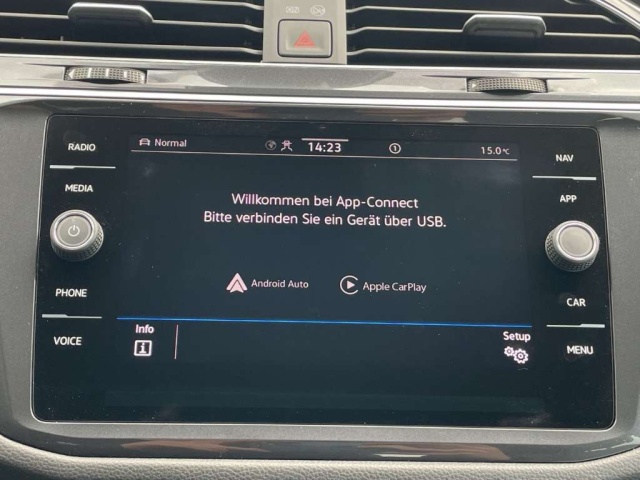 RADIO
MEDIA
PHONE
VOICE
Normal
14:23
1
15.0°C
Willkommen bei App-Connect
Bitte verbinden Sie ein Gerät über USB.
Android Auto
Apple CarPlay
Info
Setup
NAV
APP
CAR
MENU